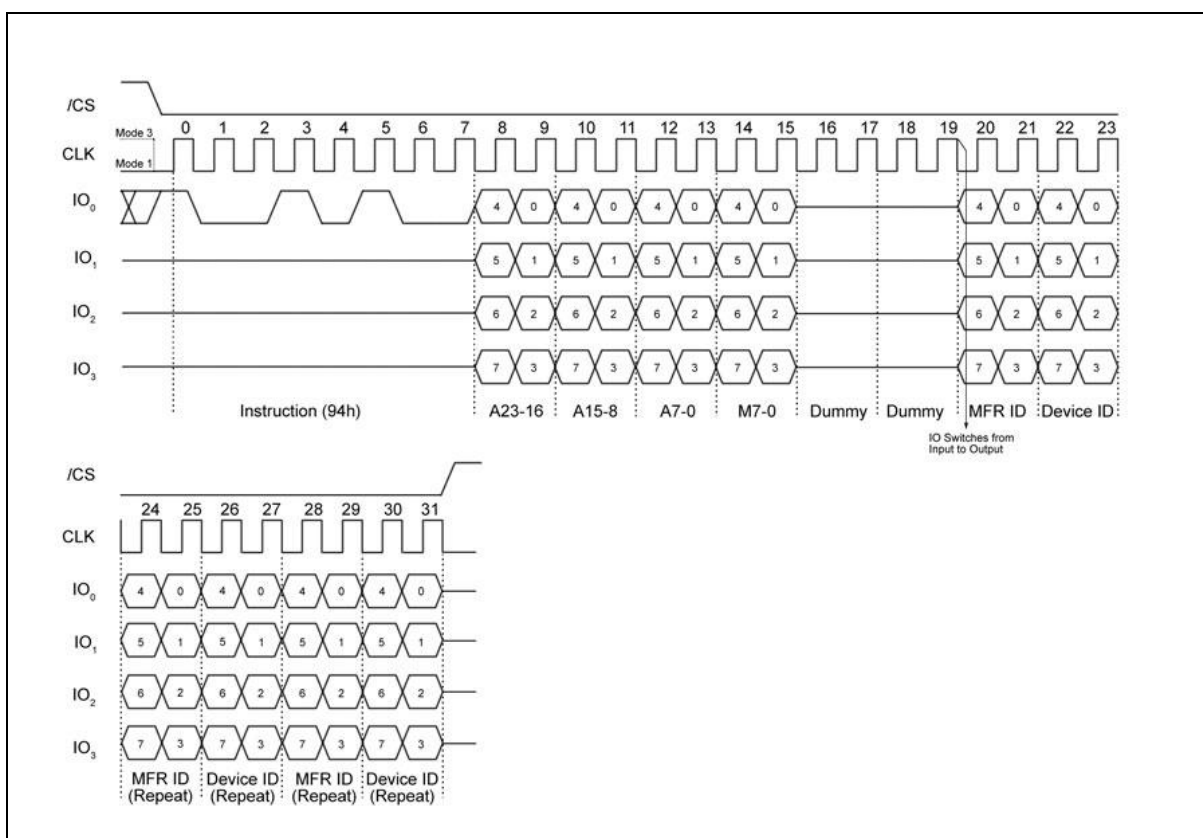 /CS
0 1 2 3 4 5 6 7 8 9 10 11 12 13 14 15 16 17 18 19 20 21 22 23
Mode 3
CLK
Mode 1
IO0 4 0 4 0 4 0 4 0 4 0 4 0
IO1 5 1 5 1 5 1 5 1 5 1 5 1
IO2 6 2 6 2 6 2 6 2 6 2 6 2
IO3 7 3 7 3 7 3 7 3 7 3 7 3
Instruction (94h) A23-16 A15-8 A7-0 M7-0 Dummy Dummy MFR ID Device ID
IO Switches from
Input to Output
/CS
24 25 26 27 28 29 30 31
CLK
IO0 4 0 4 0 4 0 4 0
IO1 5 1 5 1 5 1 5 1
IO2 6 2 6 2 6 2 6 2
IO3 7 3 7 3 7 3 7 3
MFR ID Device ID MFR ID Device ID
(Repeat) (Repeat) (Repeat) (Repeat)